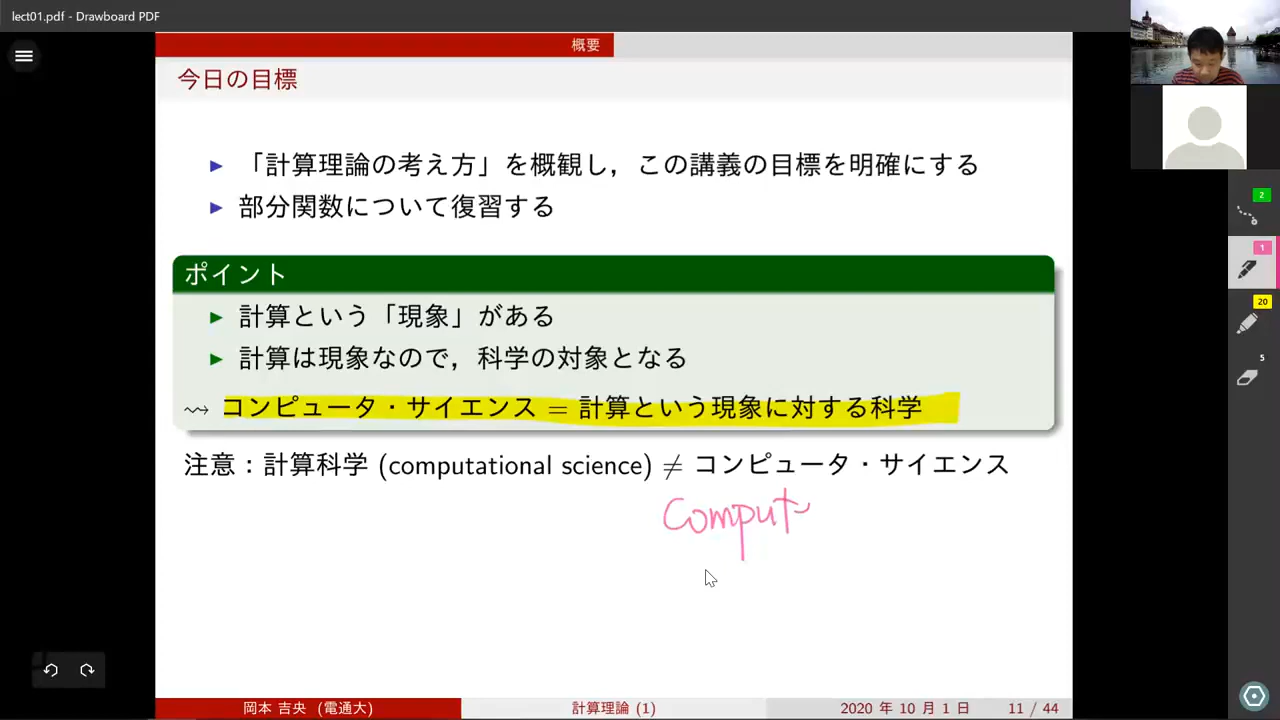 lect01.pdf - Drawboard PDF
概要
今日の目標
「計算理論の考え方」を概観し，この講義の目標を明確にする
部分関数について復習する
ポイント
計算という「現象」がある
計算は現象なので，科学の対象となる
⇝ コンピュータ・サイエンス = 計算という現象に対する科学
注意：計算科学 (computational science) ≠ コンピュータ・サイエンス
Comput
2
1
20
5
岡本 吉央 (電通大) 計算理論 (1) 2020 年 10 月 1 日 11 / 44